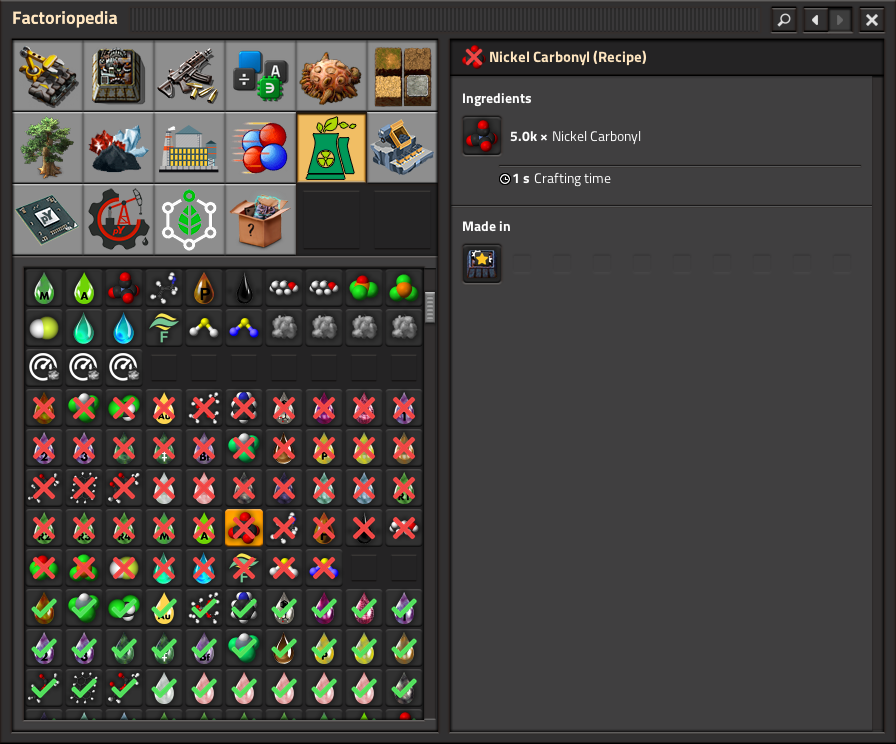 Factoriopedia
Nickel Carbonyl (Recipe)
Ingredients
5.0k × Nickel Carbonyl
1 s Crafting time
Made in